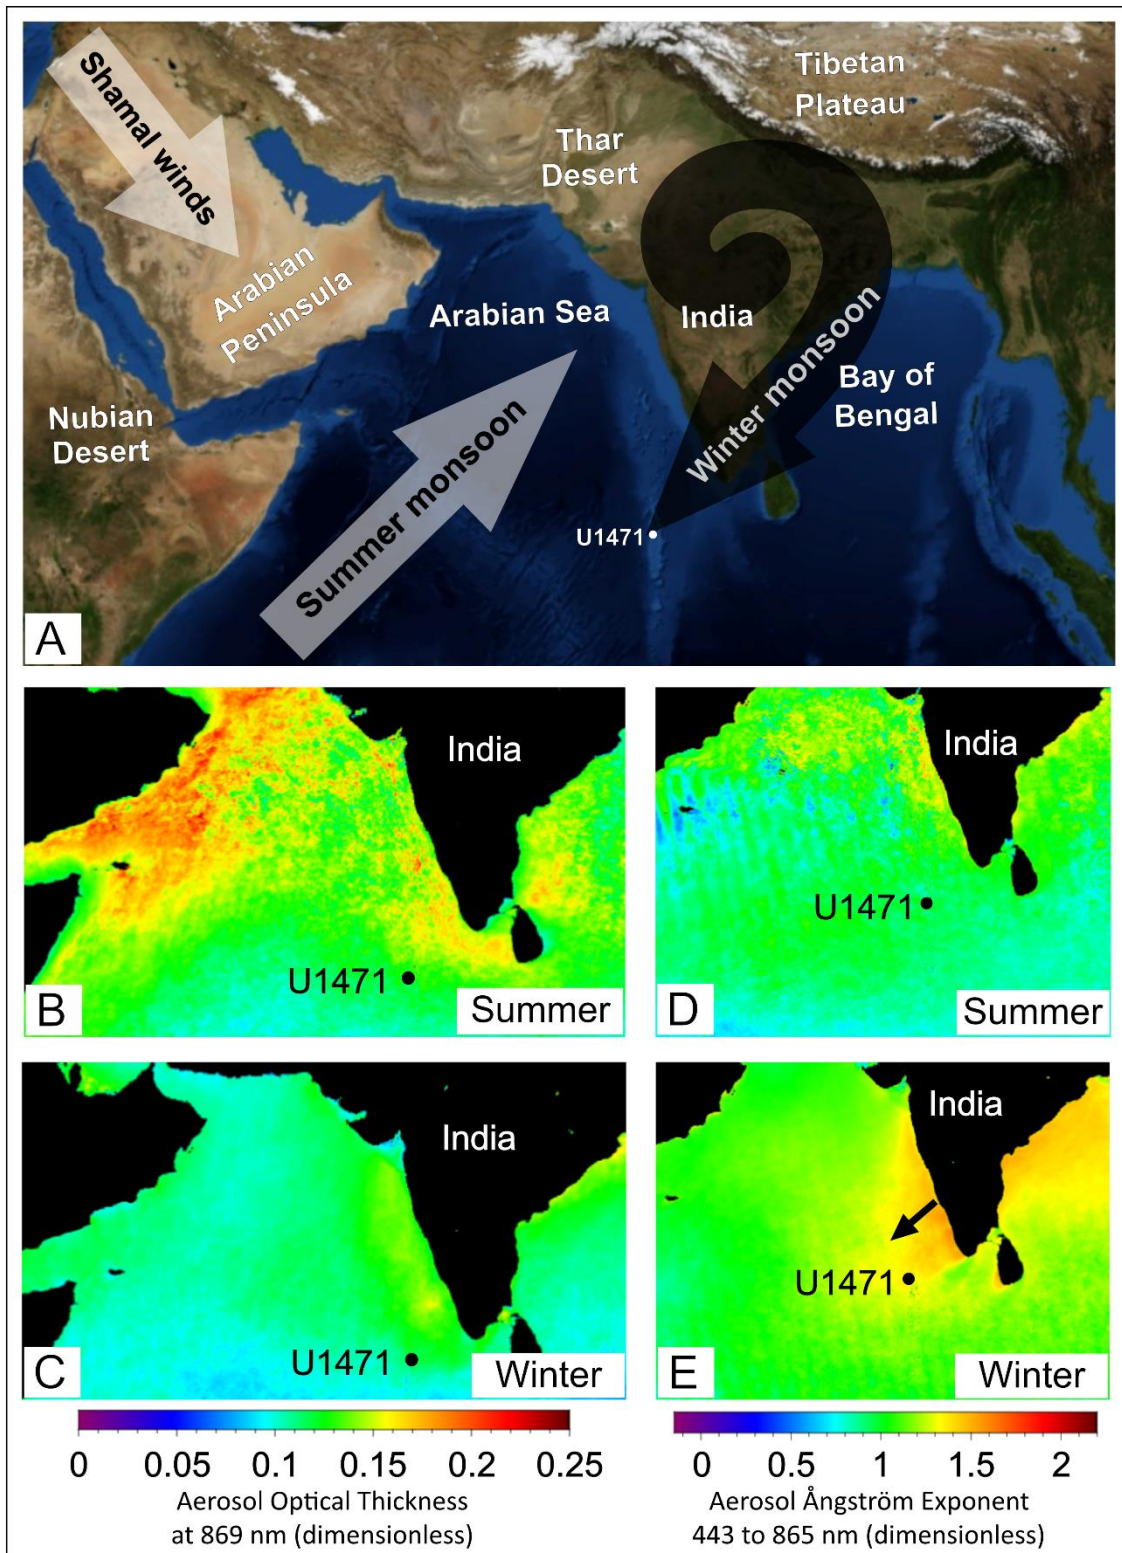 Shamal winds
Tibetan
Plateau
Thar
Desert
Arabian
Peninsula
Arabian Sea
India
Nubian
Desert
Bay of
Bengal
Summer monsoon
Winter monsoon
U1471
A
India
U1471
B
Summer
India
U1471
D
Summer
India
U1471
C
Winter
India
U1471
E
Winter
0 0.05 0.1 0.15 0.2 0.25
Aerosol Optical Thickness
at 869 nm (dimensionless)
0 0.5 1 1.5 2
Aerosol Ångström Exponent
443 to 865 nm (dimensionless)